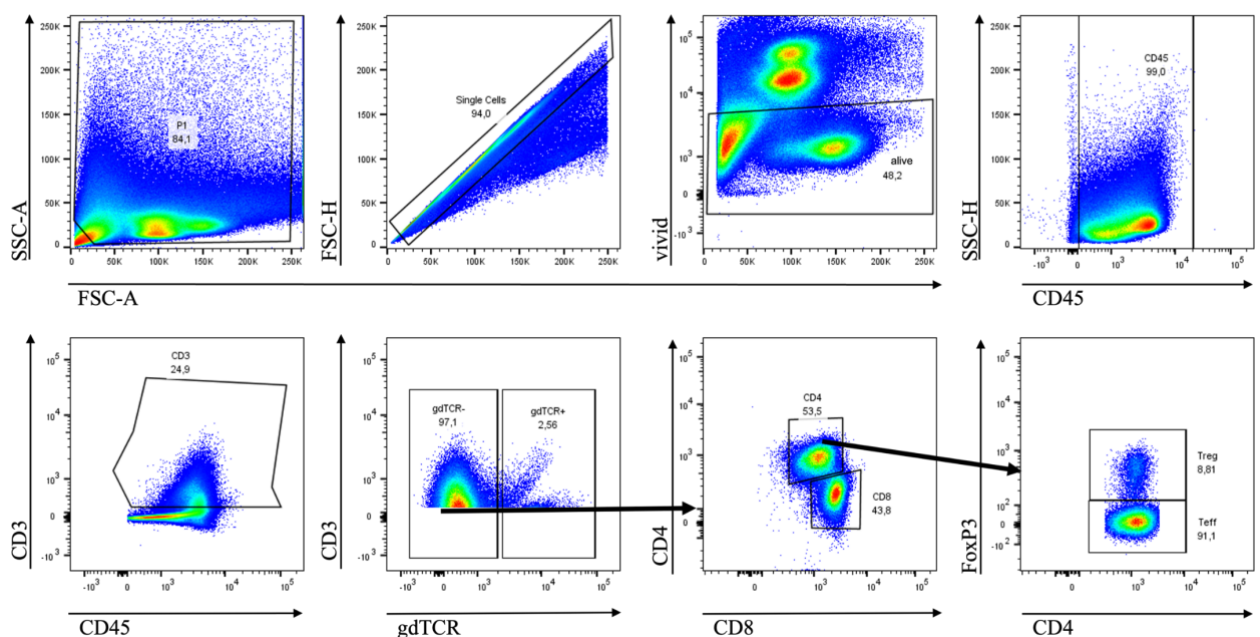 SSC-A
250K
200K
150K
100K
50K
0
P1
84,1
0 50K 100K 150K 200K 250K
FSC-H
250K
200K
150K
100K
50K
0
Single Cells
94,0
0 50K 100K 150K 200K 250K
vivid
10^5
10^4
10^3
0
-10^3
alive
48,2
0 50K 100K 150K 200K 250K
SSC-H
250K
200K
150K
100K
50K
0
CD45
99,0
-10^3 0 10^3 10^4 10^5
FSC-A
CD45
CD3
10^5
10^4
10^3
0
-10^3
CD3
24,9
-10^3 0 10^3 10^4 10^5
CD45
CD3
10^5
10^4
10^3
0
-10^3
gdTCR-
97,1
gdTCR+
2,56
-10^3 0 10^3 10^4 10^5
gdTCR
CD4
10^5
10^4
10^3
0
CD4
53,5
CD8
43,8
0 10^3 10^4 10^5
CD8
FoxP3
10^5
10^4
10^3
10^2
0
-10^2
Treg
8,81
Teff
91,1
0 10^3 10^4 10^5
CD4